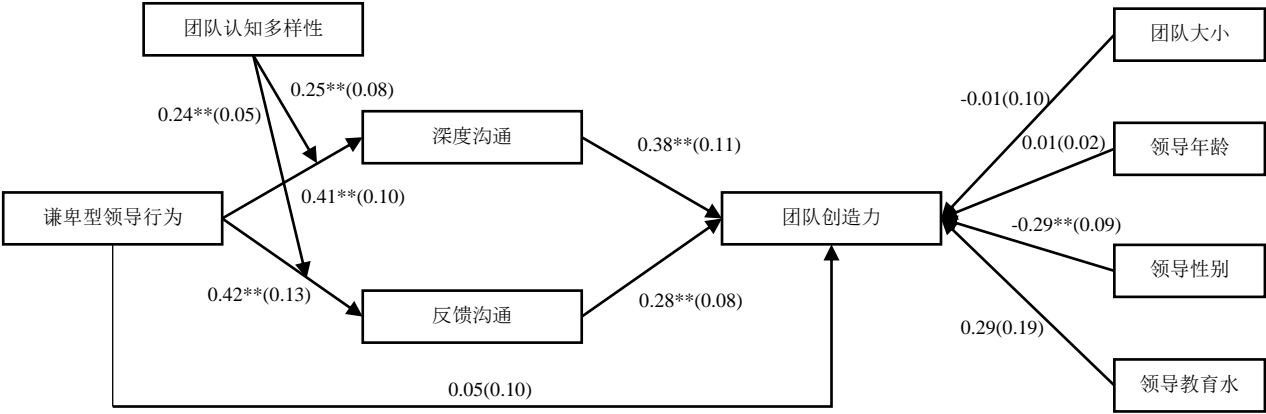 团队认知多样性
团队大小
0.25**(0.08)
0.24**(0.05)
-0.01(0.10)
深度沟通
0.38**(0.11)
0.01(0.02)
领导年龄
0.41**(0.10)
谦卑型领导行为
团队创造力
-0.29**(0.09)
领导性别
0.42**(0.13)
反馈沟通
0.28**(0.08)
0.29(0.19)
领导教育水
0.05(0.10)